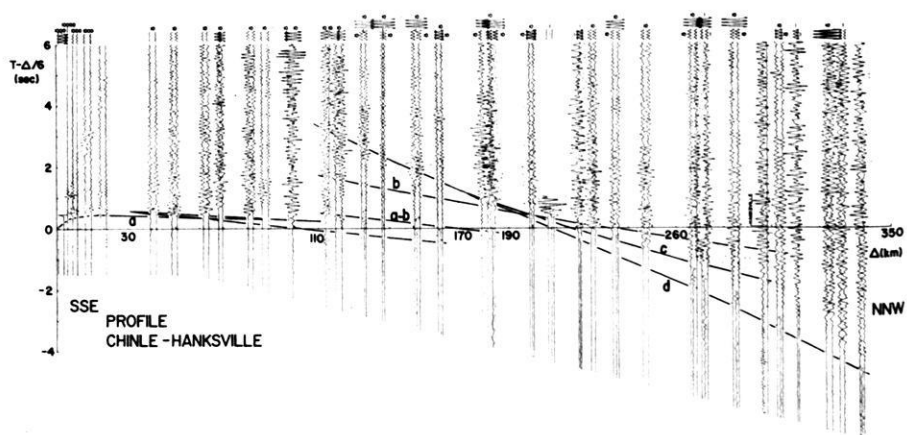 6
T-Δ/6
(sec)
4
2
b
a-b
a
0
30
110
170
190
260
350
Δ(km)
c
d
-2
SSE
NNW
PROFILE
CHINLE-HANKSVILLE
-4